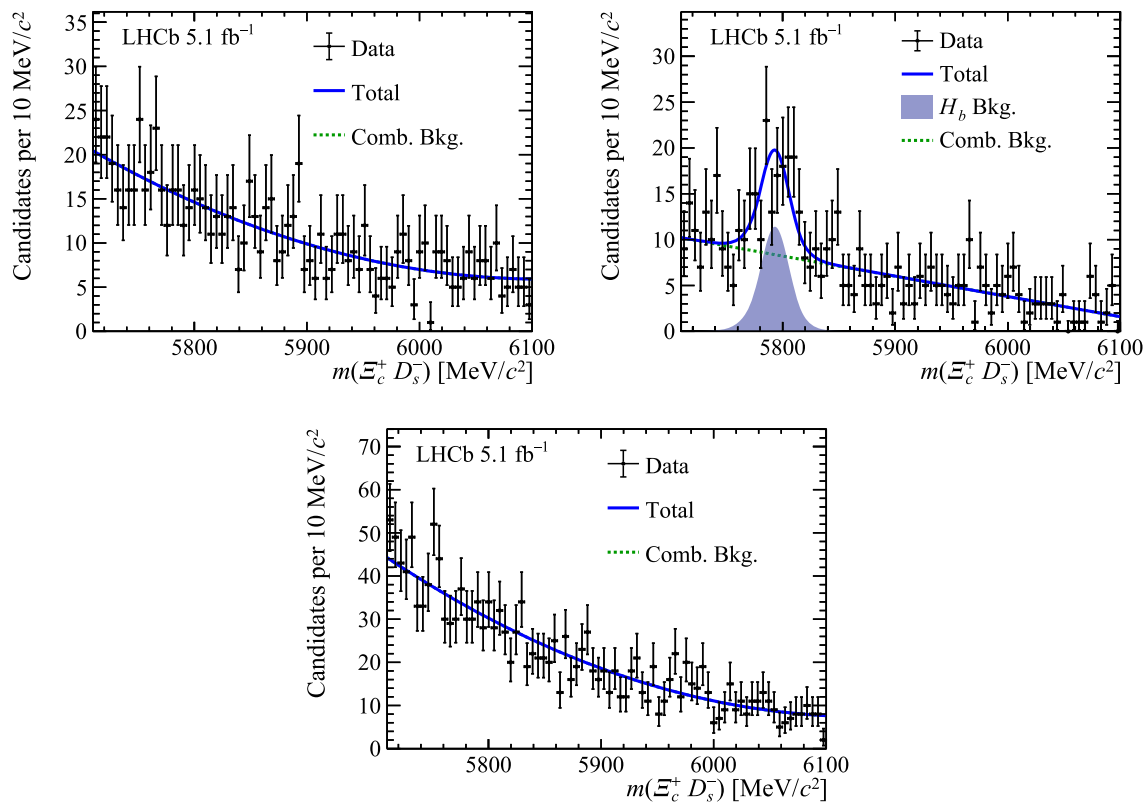 Candidates per 10 MeV/c²
LHCb 5.1 fb⁻¹
Data
Total
Comb. Bkg.
35
30
25
20
15
10
5
0
5800
5900
6000
6100
m(Ξc⁺ Ds⁻) [MeV/c²]
Candidates per 10 MeV/c²
LHCb 5.1 fb⁻¹
Data
Total
H_b Bkg.
Comb. Bkg.
30
25
20
15
10
5
0
5800
5900
6000
6100
m(Ξc⁺ Ds⁻) [MeV/c²]
Candidates per 10 MeV/c²
LHCb 5.1 fb⁻¹
Data
Total
Comb. Bkg.
70
60
50
40
30
20
10
0
5800
5900
6000
6100
m(Ξc⁺ Ds⁻) [MeV/c²]